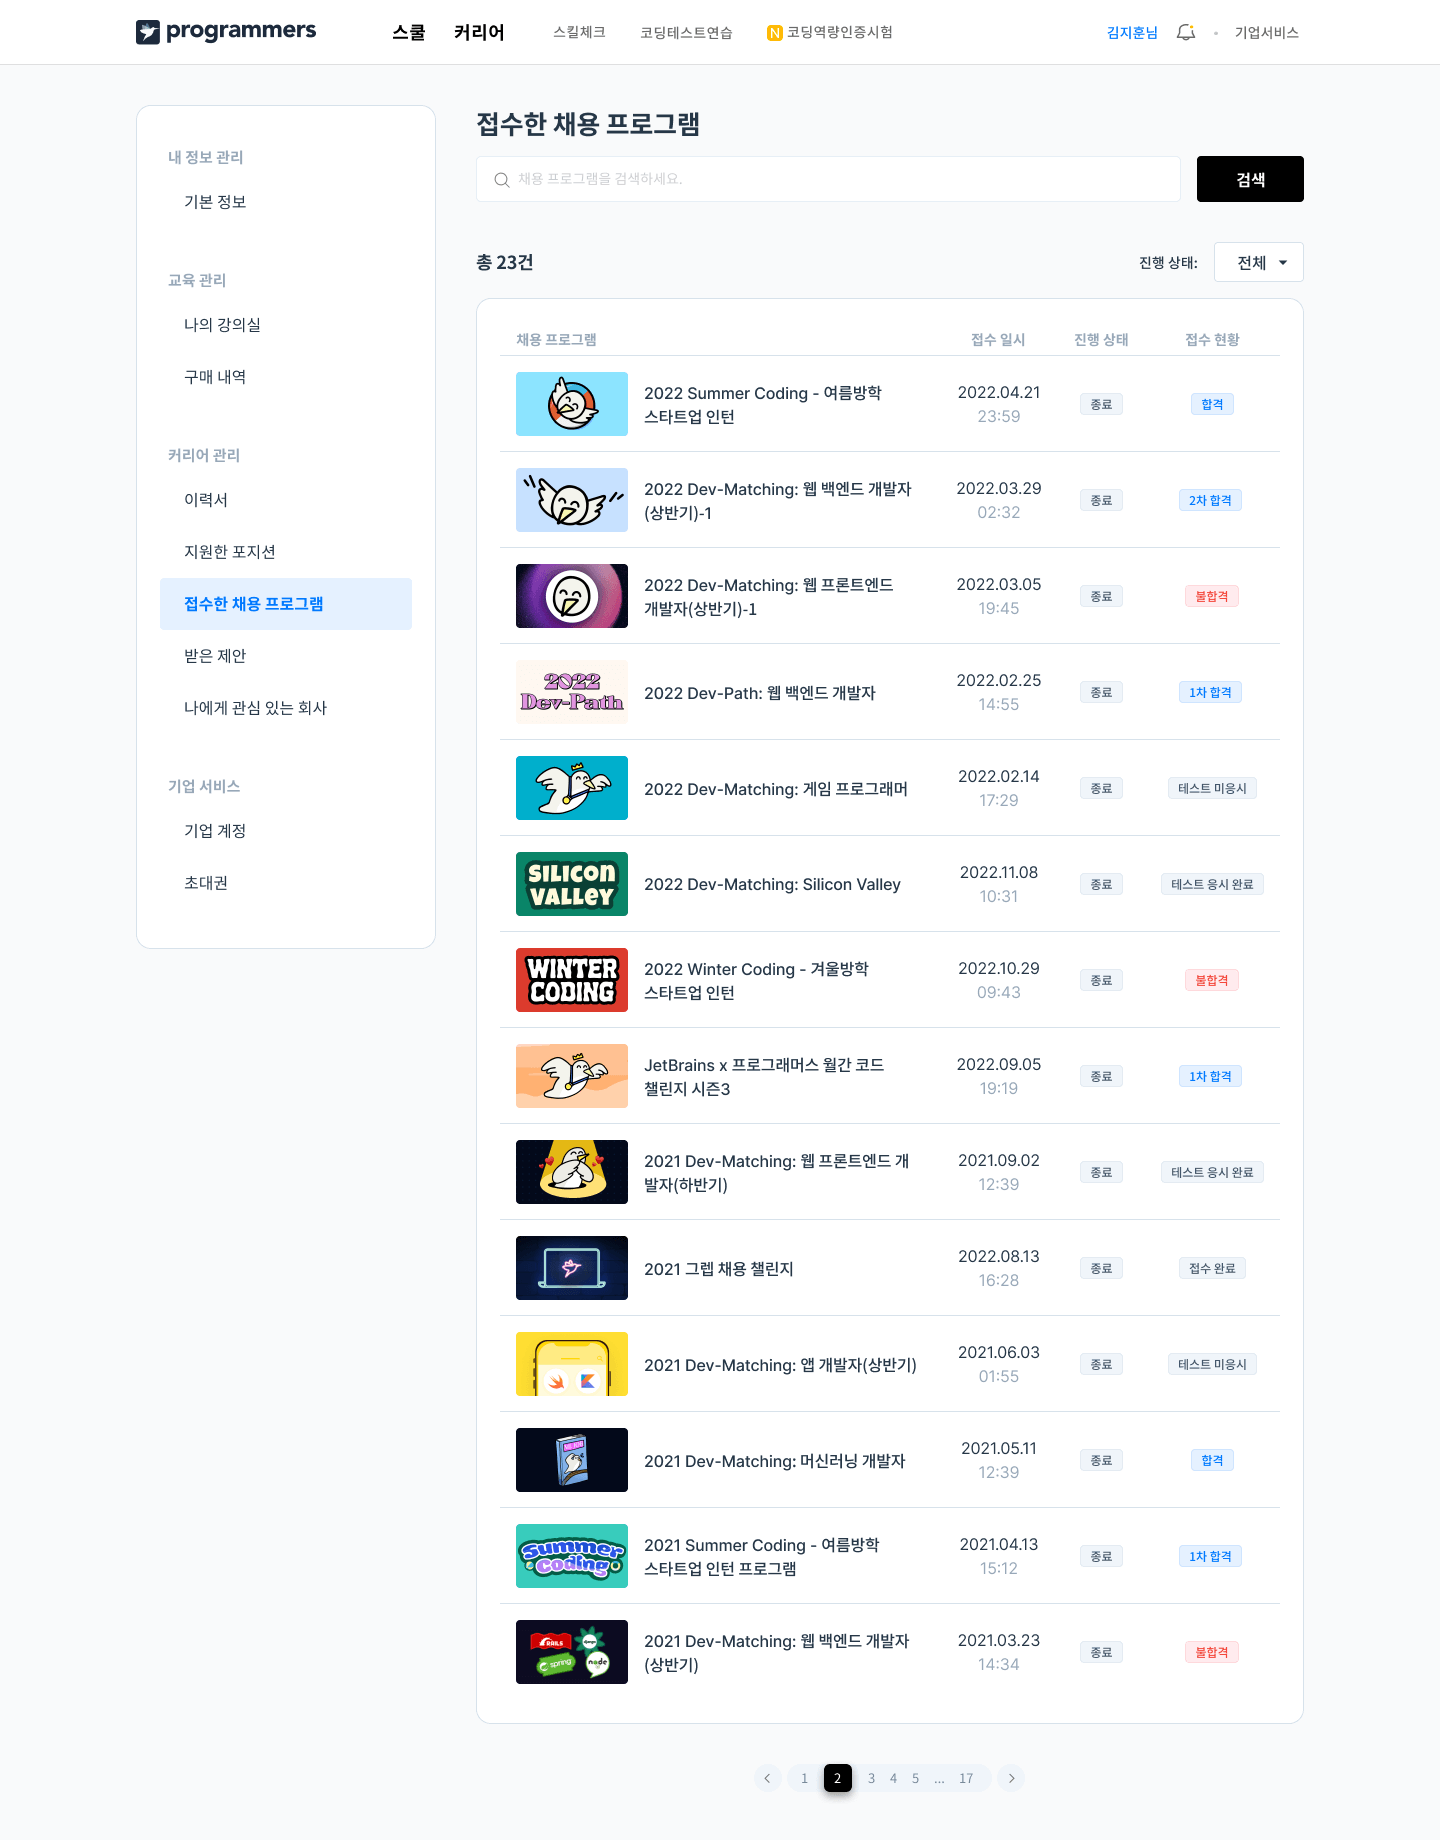 programmers
스쿨
커리어
스킬체크
코딩테스트연습
N 코딩역량인증시험
김지훈님
기업서비스
내 정보 관리
기본 정보
교육 관리
나의 강의실
구매 내역
커리어 관리
이력서
지원한 포지션
접수한 채용 프로그램
받은 제안
나에게 관심 있는 회사
기업 서비스
기업 계정
초대권
접수한 채용 프로그램
채용 프로그램을 검색하세요.
검색
총 23건
진행 상태:
전체
채용 프로그램
접수 일시
진행 상태
접수 현황
2022 Summer Coding - 여름방학
스타트업 인턴
2022.04.21
23:59
종료
합격
2022 Dev-Matching: 웹 백엔드 개발자
(상반기)-1
2022.03.29
02:32
종료
2차 합격
2022 Dev-Matching: 웹 프론트엔드
개발자(상반기)-1
2022.03.05
19:45
종료
불합격
2022
Dev-Path
2022 Dev-Path: 웹 백엔드 개발자
2022.02.25
14:55
종료
1차 합격
2022 Dev-Matching: 게임 프로그래머
2022.02.14
17:29
종료
테스트 미응시
SILICON
VALLEY
2022 Dev-Matching: Silicon Valley
2022.11.08
10:31
종료
테스트 응시 완료
WINTER
CODING
2022 Winter Coding - 겨울방학
스타트업 인턴
2022.10.29
09:43
종료
불합격
JetBrains x 프로그래머스 월간 코드
챌린지 시즌3
2022.09.05
19:19
종료
1차 합격
2021 Dev-Matching: 웹 프론트엔드 개
발자(하반기)
2021.09.02
12:39
종료
테스트 응시 완료
2021 그렙 채용 챌린지
2022.08.13
16:28
종료
접수 완료
2021 Dev-Matching: 앱 개발자(상반기)
2021.06.03
01:55
종료
테스트 미응시
2021 Dev-Matching: 머신러닝 개발자
2021.05.11
12:39
종료
합격
Summer
coding
2021 Summer Coding - 여름방학
스타트업 인턴 프로그램
2021.04.13
15:12
종료
1차 합격
RAILS
django
spring
node
2021 Dev-Matching: 웹 백엔드 개발자
(상반기)
2021.03.23
14:34
종료
불합격
1 2 3 4 5 ... 17